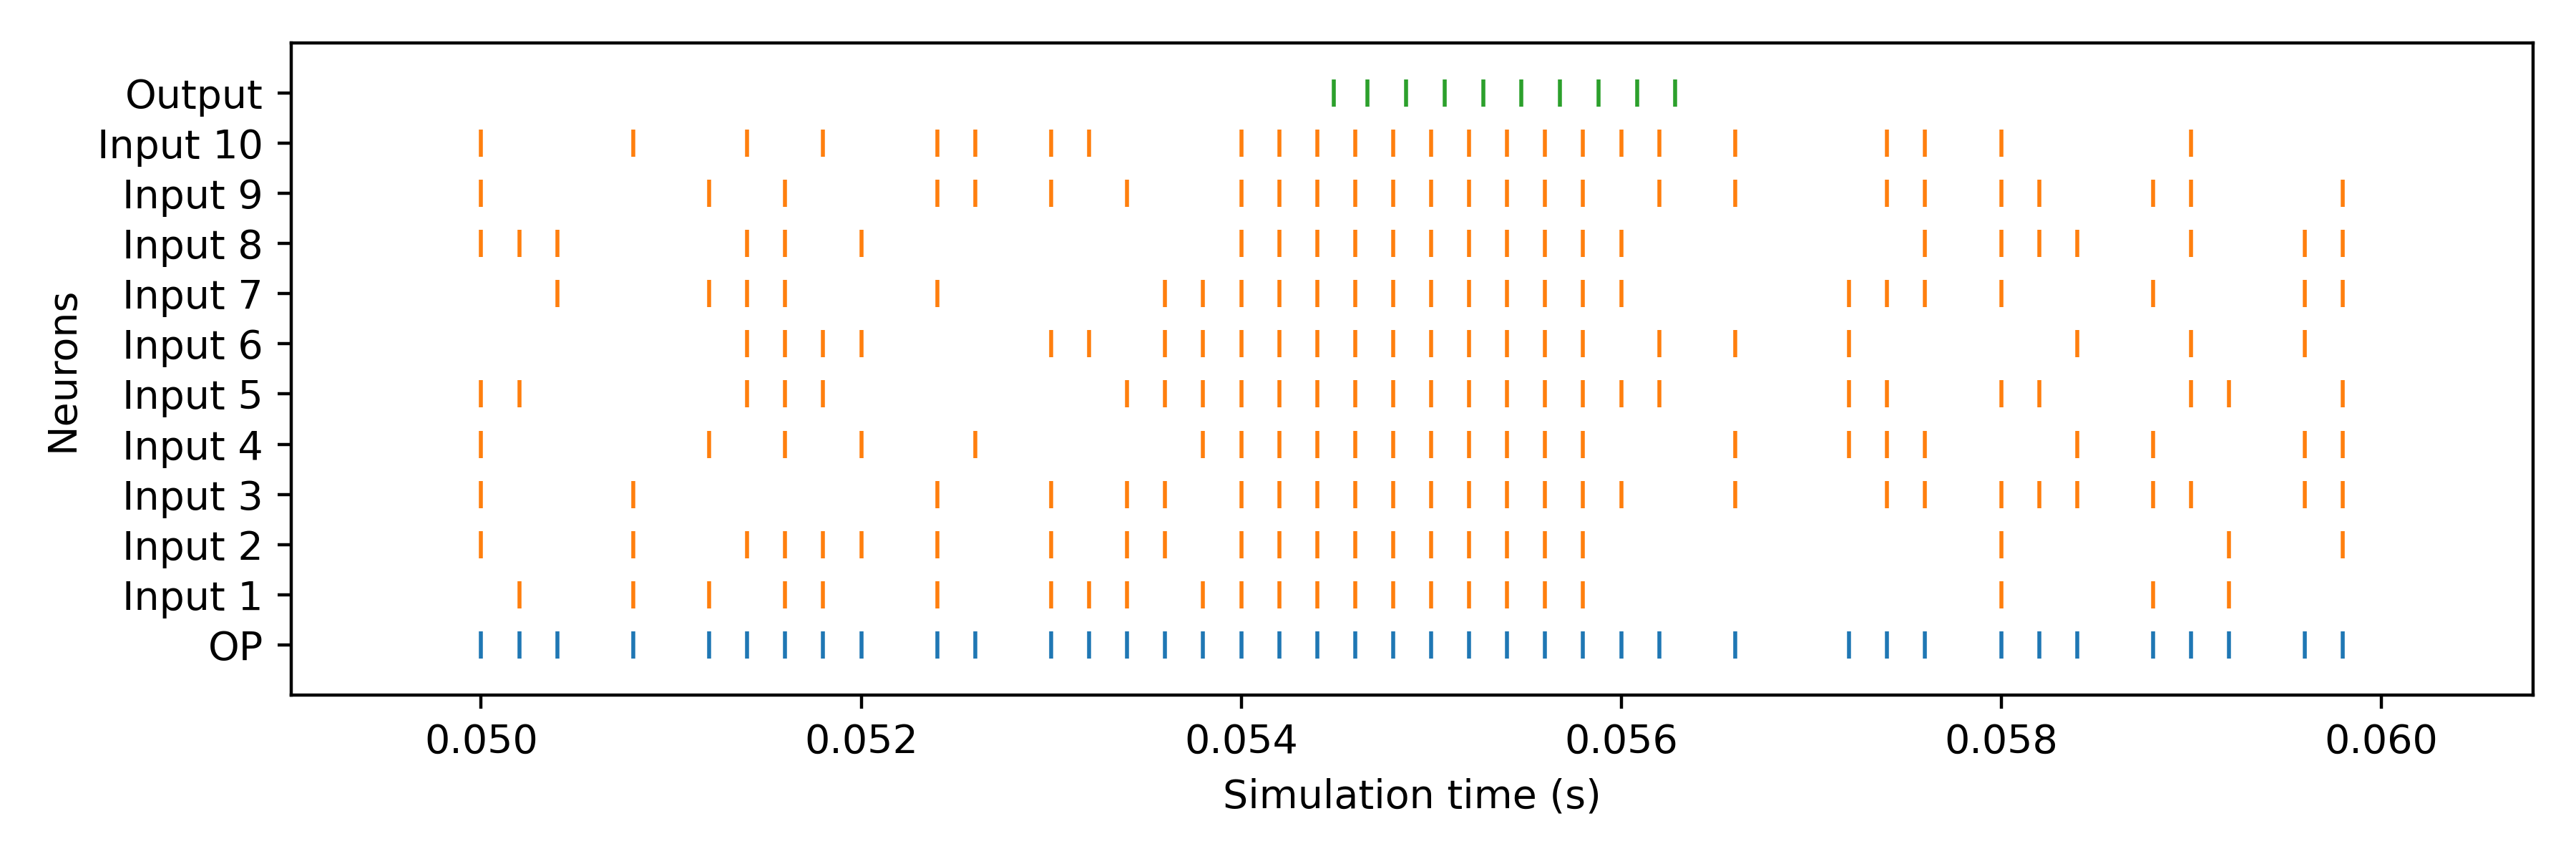 Output
Input 10
Input 9
Input 8
Input 7
Input 6
Input 5
Input 4
Input 3
Input 2
Input 1
OP
Neurons
0.050 0.052 0.054 0.056 0.058 0.060
Simulation time (s)